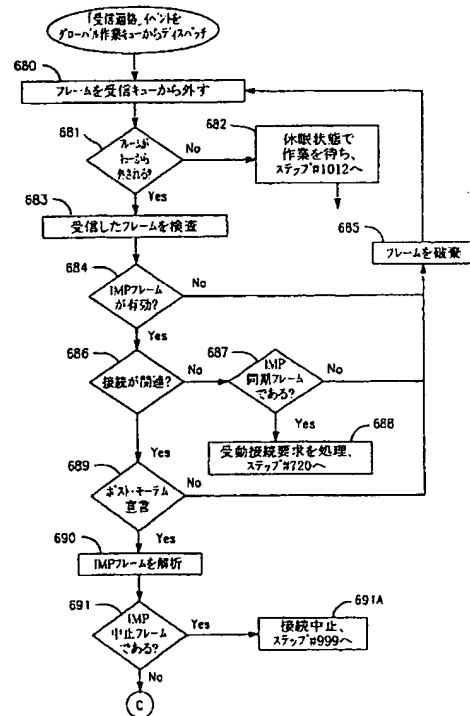 「受信連絡」イベントを
グローバル作業キューからディスパッチ
680
フレームを受信キューから外す
681
フレームが
キューから
外される?
No
682
休眠状態で
作業を待ち、
ステップ#1012へ
Yes
683
受信したフレームを検査
685
フレームを破棄
684
IMPフレーム
が有効?
No
Yes
686
接続が関連?
No
687
IMP
同期フレーム
である?
No
Yes
688
受動接続要求を処理、
ステップ#720へ
Yes
689
ポスト・モーテム
宣言
No
Yes
690
IMPフレームを解析
691
IMP
中止フレーム
である?
Yes
691A
接続中止、
ステップ#999へ
No
C